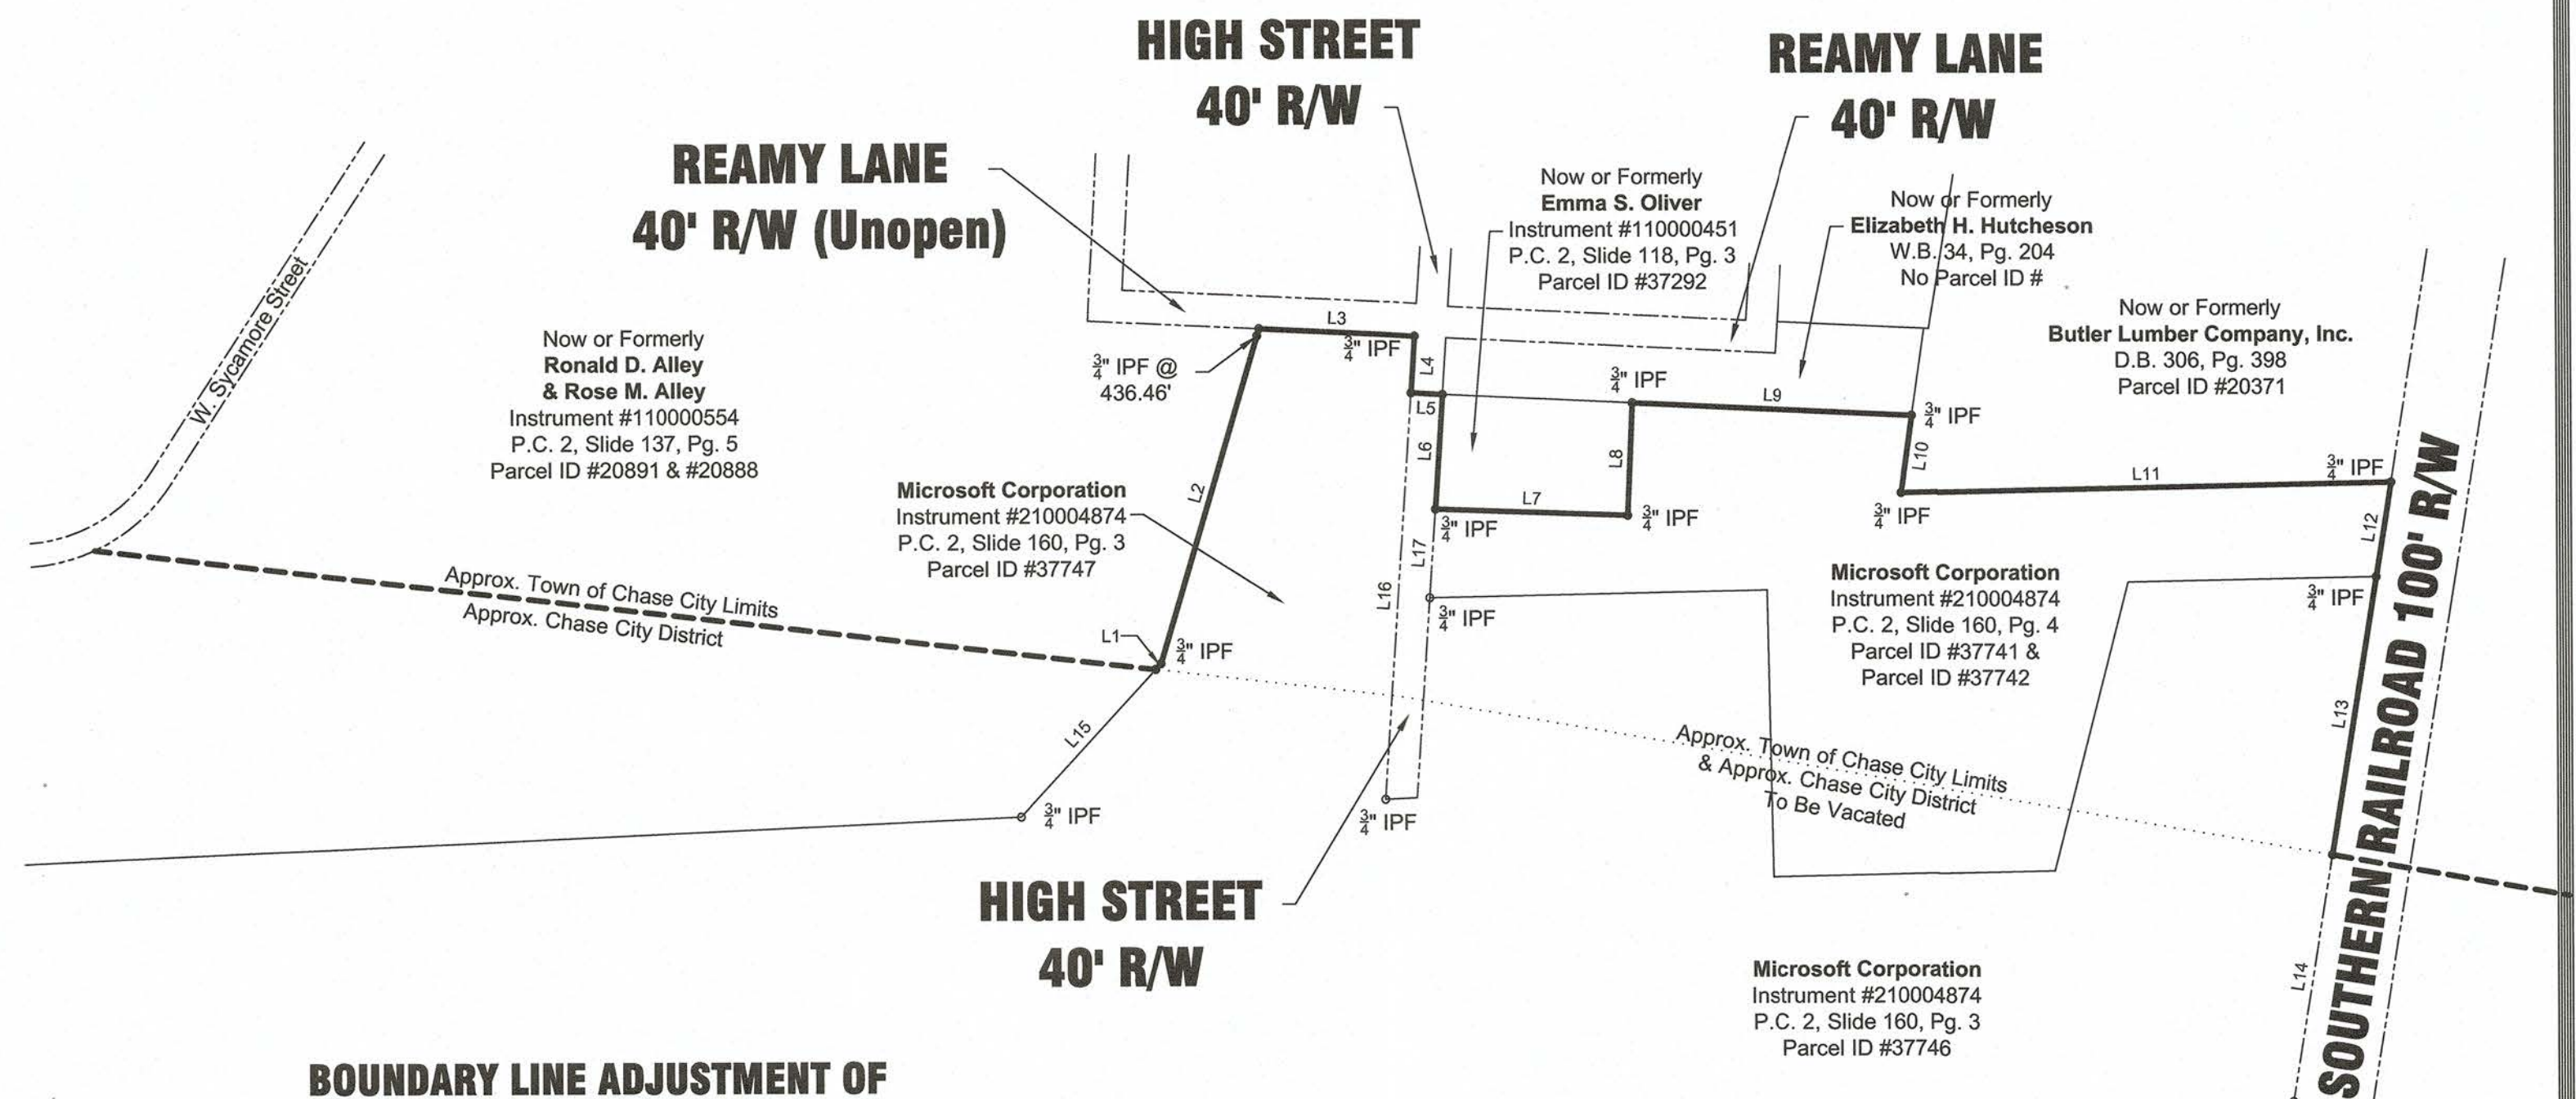 HIGH STREET
40' R/W
REAMY LANE
40' R/W
REAMY LANE
40' R/W (Unopen)
Now or Formerly
Emma S. Oliver
Instrument #110000451
P.C. 2, Slide 118, Pg. 3
Parcel ID #37292
Now or Formerly
Elizabeth H. Hutcheson
W.B. 34, Pg. 204
No Parcel ID #
Now or Formerly
Butler Lumber Company, Inc.
D.B. 306, Pg. 398
Parcel ID #20371
W. Sycamore Street
Now or Formerly
Ronald D. Alley
& Rose M. Alley
Instrument #110000554
P.C. 2, Slide 137, Pg. 5
Parcel ID #20891 & #20888
L3
3/4" IPF
3/4" IPF @
436.46'
L4
L5
3/4" IPF
L9
3/4" IPF
L2
L6
L8
L10
L7
L11
3/4" IPF
3/4" IPF
3/4" IPF
3/4" IPF
L12
Microsoft Corporation
Instrument #210004874
P.C. 2, Slide 160, Pg. 3
Parcel ID #37747
L16
L17
3/4" IPF
Microsoft Corporation
Instrument #210004874
P.C. 2, Slide 160, Pg. 4
Parcel ID #37741 &
Parcel ID #37742
3/4" IPF
Approx. Town of Chase City Limits
Approx. Chase City District
L1
3/4" IPF
L15
3/4" IPF
3/4" IPF
L13
Approx. Town of Chase City Limits
& Approx. Chase City District
To Be Vacated
SOUTHERN RAILROAD 100' R/W
HIGH STREET
40' R/W
L14
Microsoft Corporation
Instrument #210004874
P.C. 2, Slide 160, Pg. 3
Parcel ID #37746
BOUNDARY LINE ADJUSTMENT OF